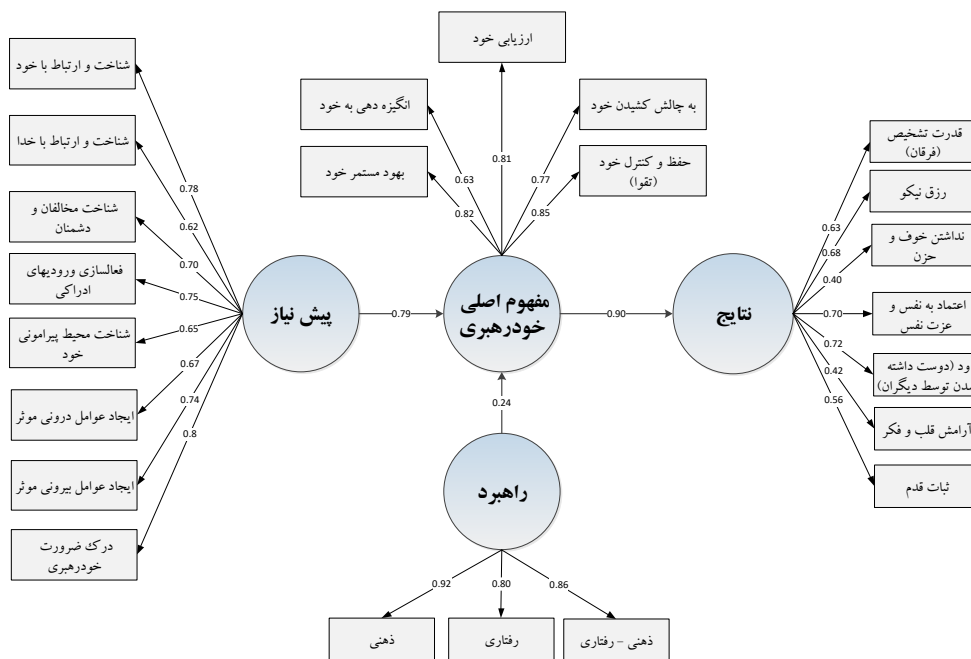 ارزیابی خود
شناخت و ارتباط با خود
انگیزه دهی به خود
به چالش کشیدن خود
قدرت تشخیص
(فرقان)
شناخت و ارتباط با خدا
بهود مستمر خود
حفظ و کنترل خود
(تقوا)
رزق نیکو
شناخت مخالفان و
دشمنان
نداشتن خوف و
حزن
فعالسازی ورودیهای
ادراکی
اعتماد به نفس و
عزت نفس
شناخت محیط پیرامونی
خود
ود (دوست داشته
شدن توسط دیگران)
ایجاد عوامل درونی موثر
آرامش قلب و فکر
ایجاد عوامل بیرونی موثر
ثبات قدم
درک ضرورت
خودرهبری
پیش نیاز
مفهوم اصلی
خودرهبری
نتایج
راهبرد
ذهنی
رفتاری
ذهنی – رفتاری
0.78
0.62
0.70
0.75
0.65
0.67
0.74
0.8
0.63
0.82
0.81
0.77
0.85
0.79
0.90
0.24
0.63
0.68
0.40
0.70
0.72
0.42
0.56
0.92
0.80
0.86